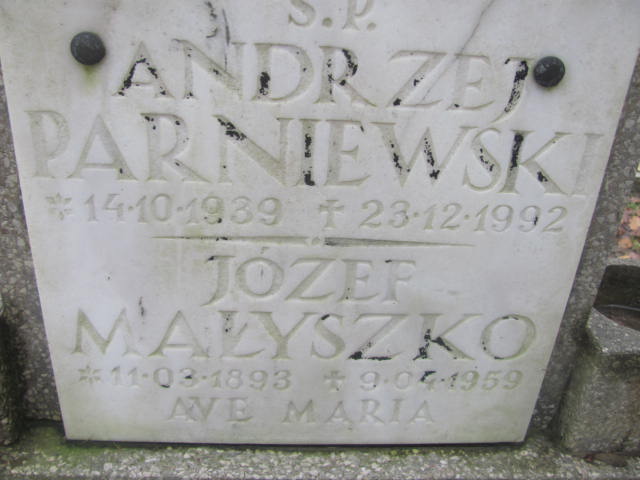 Ś.P.
ANDRZEJ
PARNIEWSKI
* 14·10·1939 † 23·12·1992
JÓZEF
MAŁYSZKO
* 11·03·1893 † 9·04·1959
AVE MARIA